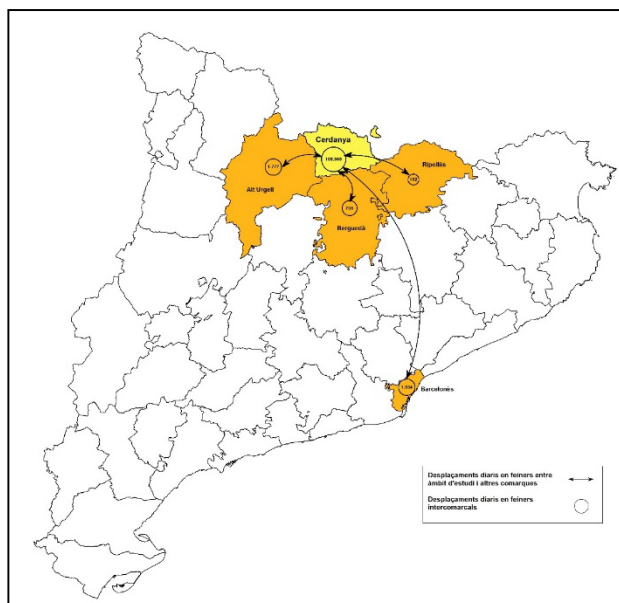 Cerdanya
Ripollès
Alt Urgell
Berguedà
Barcelonès
Desplaçaments diaris en feiners entre
àmbit d'estudi i altres comarques
Desplaçaments diaris en feiners
intercomarcals